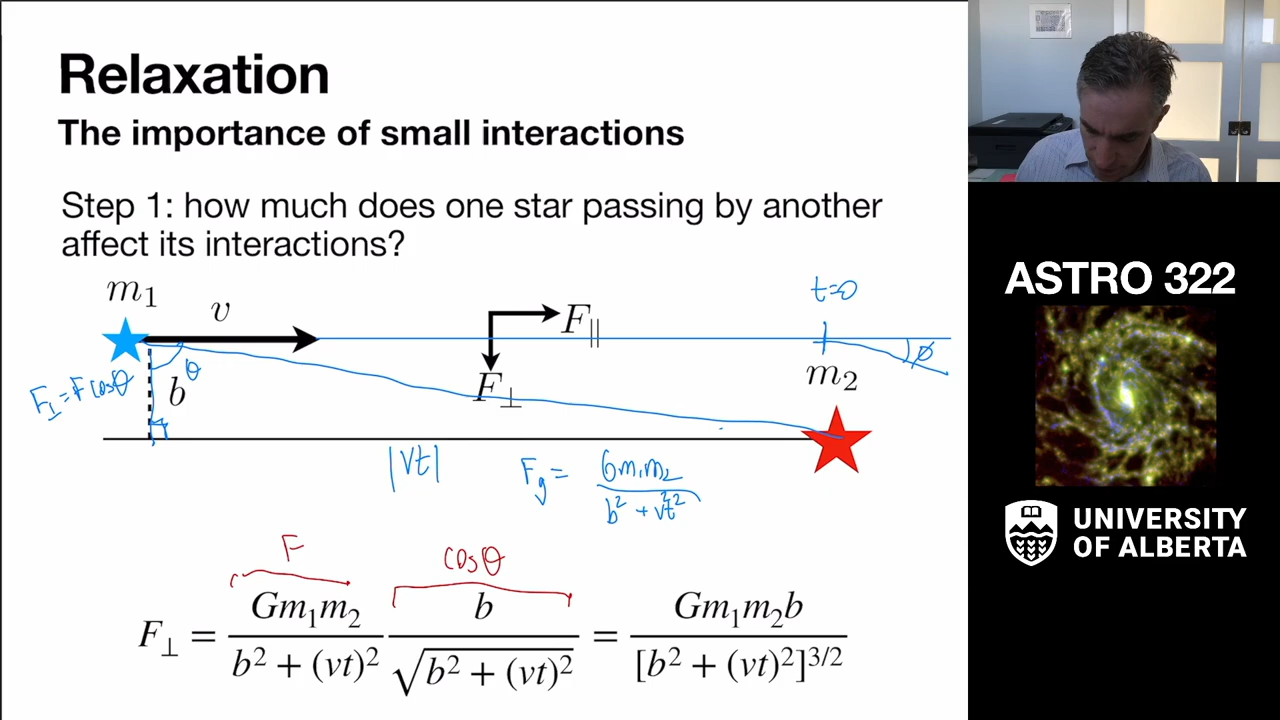 Relaxation
The importance of small interactions
Step 1: how much does one star passing by another
affect its interactions?
m₁
v
F∥
t=0
F⊥
m₂
ϕ
θ
b
F⊥=Fcosθ
|vt|
F_g = Gm₁m₂ / b² + v²t²
F
cosθ
F⊥ = Gm₁m₂ / b² + (vt)² b / √b² + (vt)² = Gm₁m₂b / [b² + (vt)²]^3/2
ASTRO 322
UNIVERSITY
OF ALBERTA